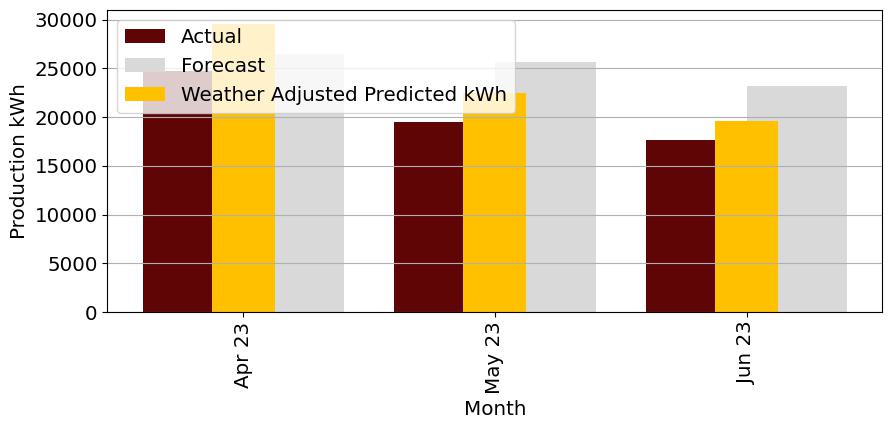 30000
25000
20000
15000
10000
5000
0
Production kWh
Actual
Forecast
Weather Adjusted Predicted kWh
Apr 23
May 23
Jun 23
Month